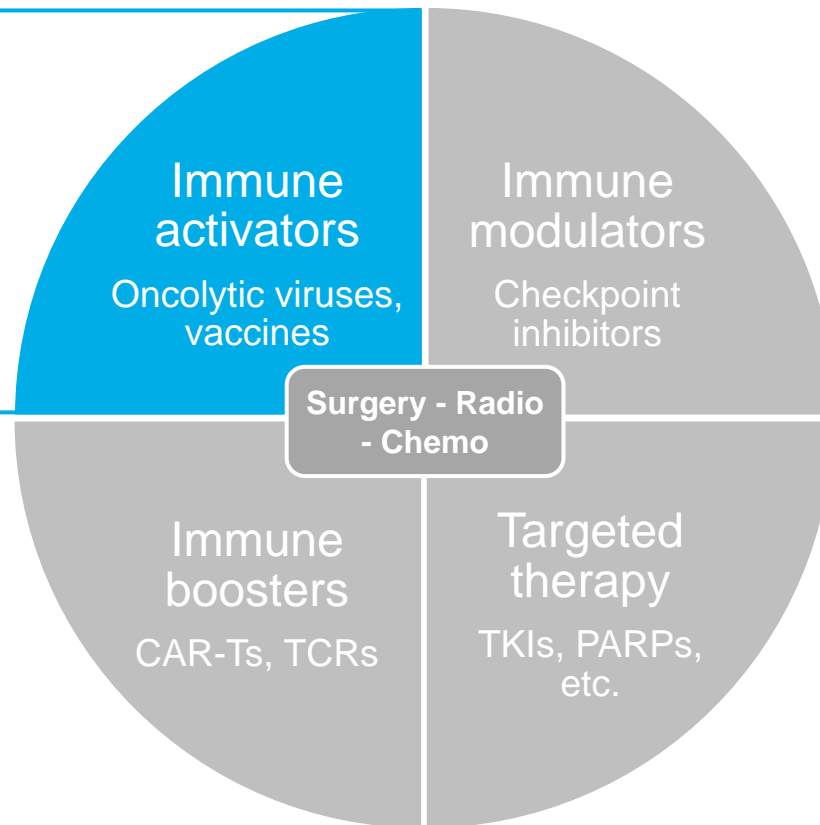 Immune
activators
Oncolytic viruses,
vaccines
Immune
modulators
Checkpoint
inhibitors
Surgery - Radio
- Chemo
Immune
boosters
CAR-Ts, TCRs
Targeted
therapy
TKIs, PARPs,
etc.